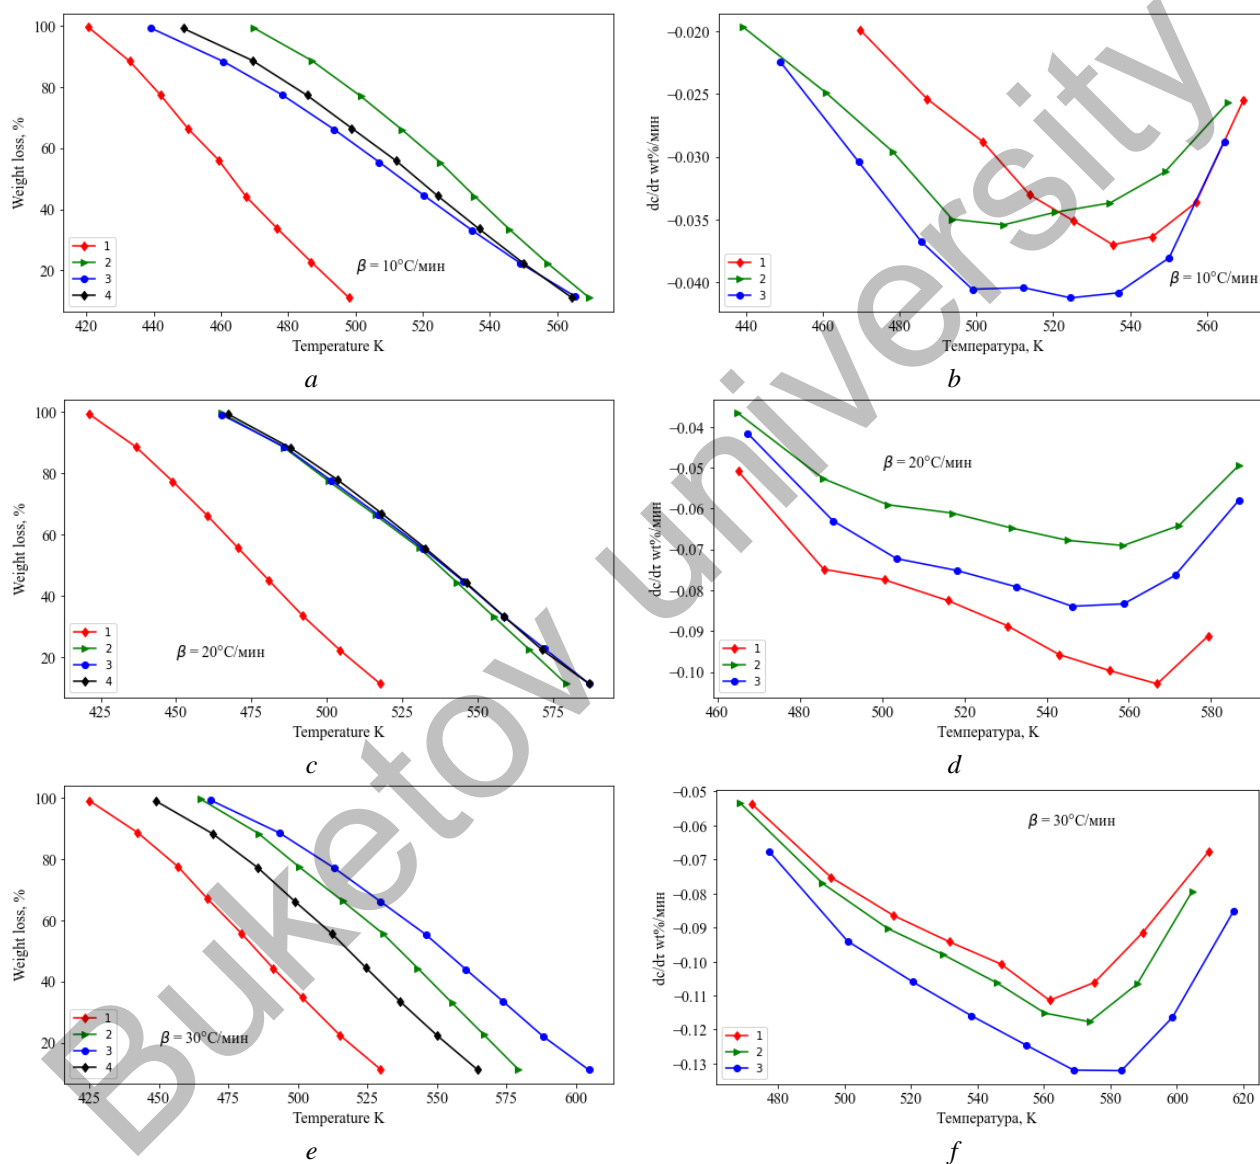 100
80
60
40
20
Weight loss, %
1
2
3
4
β = 10°C/мин
420 440 460 480 500 520 540 560
Temperature K
a
−0.020
−0.025
−0.030
−0.035
−0.040
dc/dτ wt%/мин
1
2
3
β = 10°C/мин
440 460 480 500 520 540 560
Температура, K
b
100
80
60
40
20
Weight loss, %
1
2
3
4
β = 20°C/мин
425 450 475 500 525 550 575
Temperature K
c
−0.04
−0.05
−0.06
−0.07
−0.08
−0.09
−0.10
dc/dτ wt%/мин
β = 20°C/мин
1
2
3
460 480 500 520 540 560 580
Температура, K
d
100
80
60
40
20
Weight loss, %
1
2
3
4
β = 30°C/мин
425 450 475 500 525 550 575 600
Temperature K
e
−0.05
−0.06
−0.07
−0.08
−0.09
−0.10
−0.11
−0.12
−0.13
dc/dτ wt%/мин
β = 30°C/мин
1
2
3
480 500 520 540 560 580 600 620
Температура, K
f
Buketov university